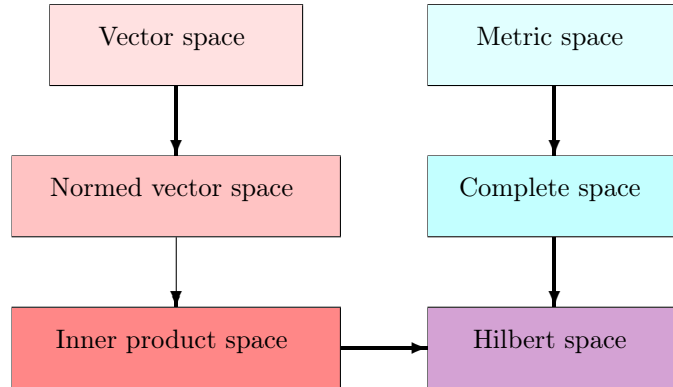 Vector space
Metric space
Normed vector space
Complete space
Inner product space
Hilbert space